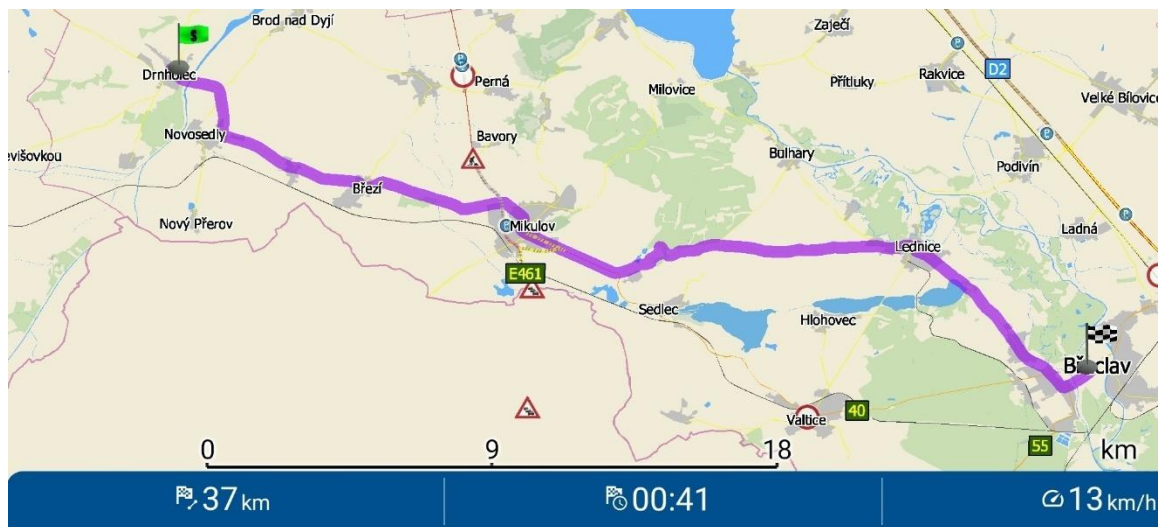 Brod nad Dyjí
Zaječí
Drnholec
Perná
D2
Rakvice
Přítluky
Milovice
Velké Bílovice
Novosedly
Bavory
evišovkou
Bulhary
Podivín
Březí
Nový Přerov
Mikulov
Ladná
Lednice
E461
Sedlec
Hlohovec
40
Valtice
55
0 9 18 km
37 km 00:41 13 km/h